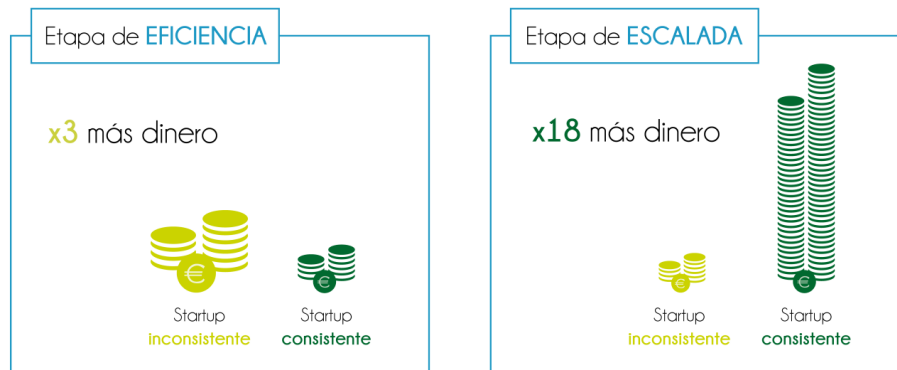 Etapa de EFICIENCIA
x3 más dinero
€
€
Startup
inconsistente
Startup
consistente
Etapa de ESCALADA
x18 más dinero
€
€
Startup
inconsistente
Startup
consistente